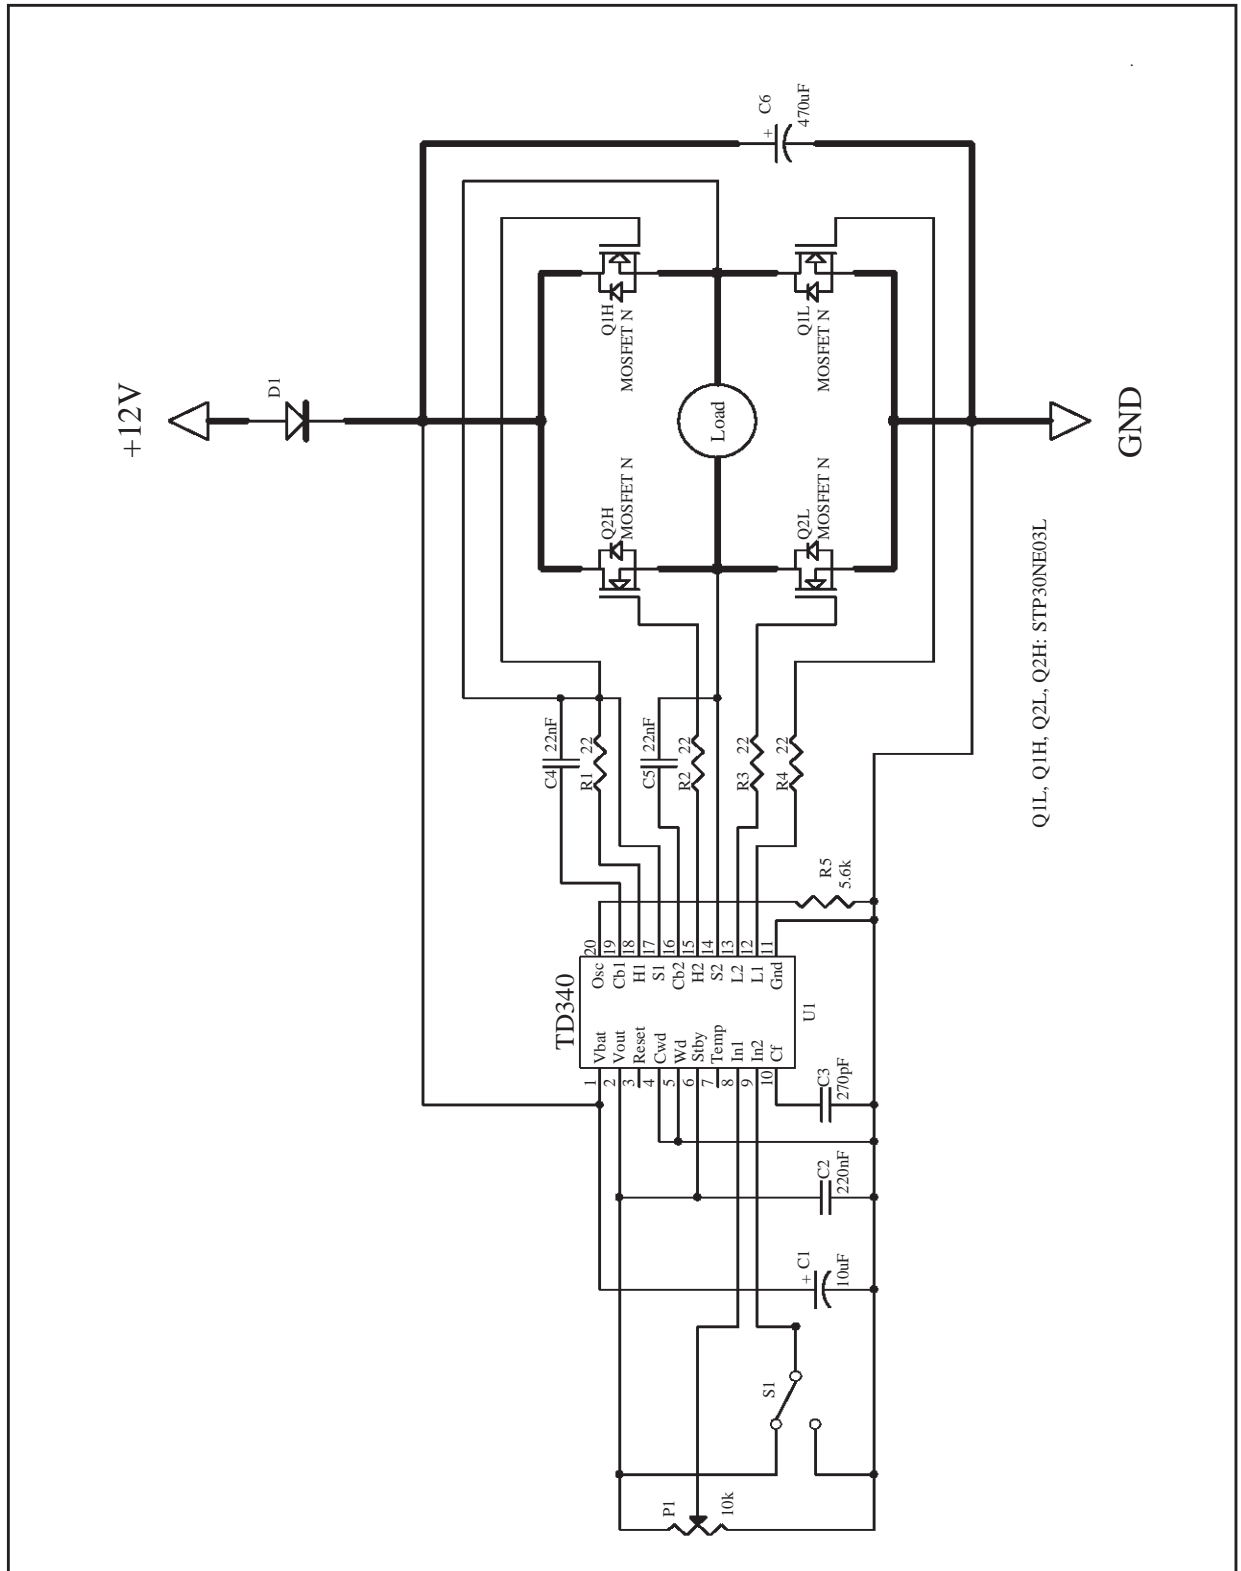 C6
+
470uF
+12V
D1
Q1H
MOSFET N
Q1L
MOSFET N
Load
GND
Q2H
MOSFET N
Q2L
MOSFET N
Q1L, Q1H, Q2L, Q2H: STP30NE03L
C4
22nF
R1
22
C5
22nF
R2
22
R3
22
R4
22
R5
5.6k
TD340
20
19
18
17
16
15
14
13
12
11
Osc
Cb1
H1
S1
Cb2
H2
S2
L2
L1
Gnd
U1
Vbat
Vout
Reset
Cwd
Wd
Stby
Temp
In1
In2
Cf
1
2
3
4
5
6
7
8
9
10
C3
270pF
C2
220nF
+
C1
10uF
S1
P1
10k